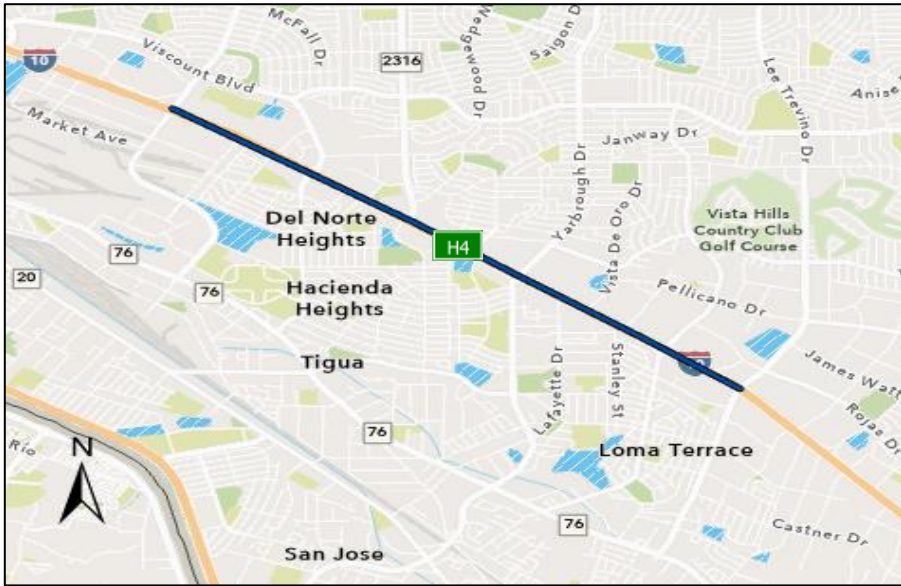 McFall Dr
Wedgewood Dr
Saigon Dr
10
Viscount Blvd
2316
Lee Trevino Dr
Anise
Market Ave
Janway Dr
Yarbrough Dr
Vista De Oro Dr
Del Norte
Heights
Vista Hills
Country Club
Golf Course
H4
76
20
76
Hacienda
Heights
Pellicano Dr
Tigua
Lafayette Dr
Stanley St
James Watt
Rojas Dr
76
Río
N
Loma Terrace
76
Castner Dr
San Jose